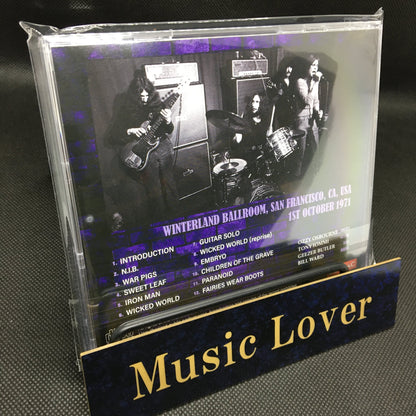 WINTERLAND BALLROOM, SAN FRANCISCO, CA, USA
1ST OCTOBER 1971
1. INTRODUCTION
2. N.I.B.
3. WAR PIGS
4. SWEET LEAF
5. IRON MAN
6. WICKED WORLD
7. GUITAR SOLO
8. WICKED WORLD (reprise)
9. EMBRYO
10. CHILDREN OF THE GRAVE
11. PARANOID
12. FAIRIES WEAR BOOTS
OZZY OSBOURNE
TONY IOMMI
GEEZER BUTLER
BILL WARD
Music Lover